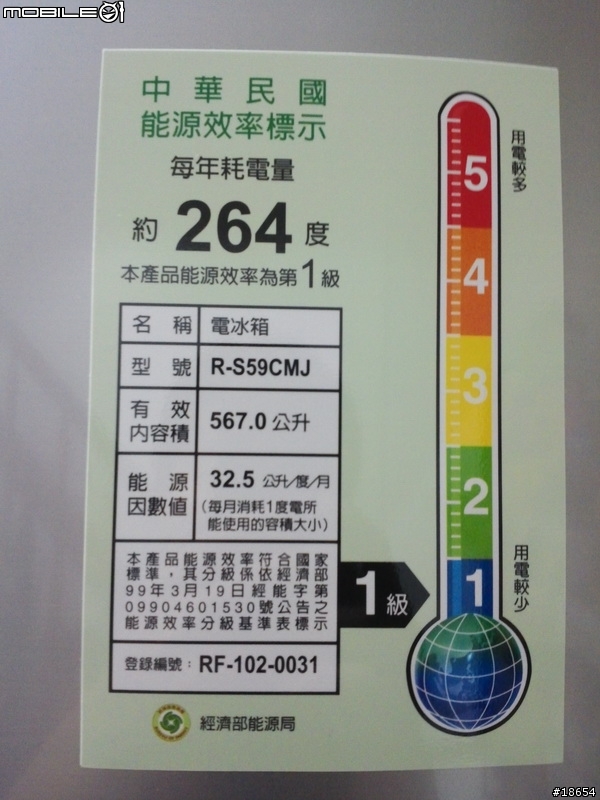 MOBILE01
中華民國
能源效率標示
每年耗電量
約 264 度
本產品能源效率為第1級
名稱 電冰箱
型號 R-S59CMJ
有效
內容積 567.0 公升
能源
因數值 32.5 公升/度/月
(每月消耗1度電所
能使用的容積大小)
本產品能源效率符合國家
標準，其分級係依經濟部
99年3月19日經能字第
09904601530號公告之
能源效率分級基準表標示
登錄編號：RF-102-0031
經濟部能源局
用電較多
5
4
3
2
1
1級
用電較少
#18654